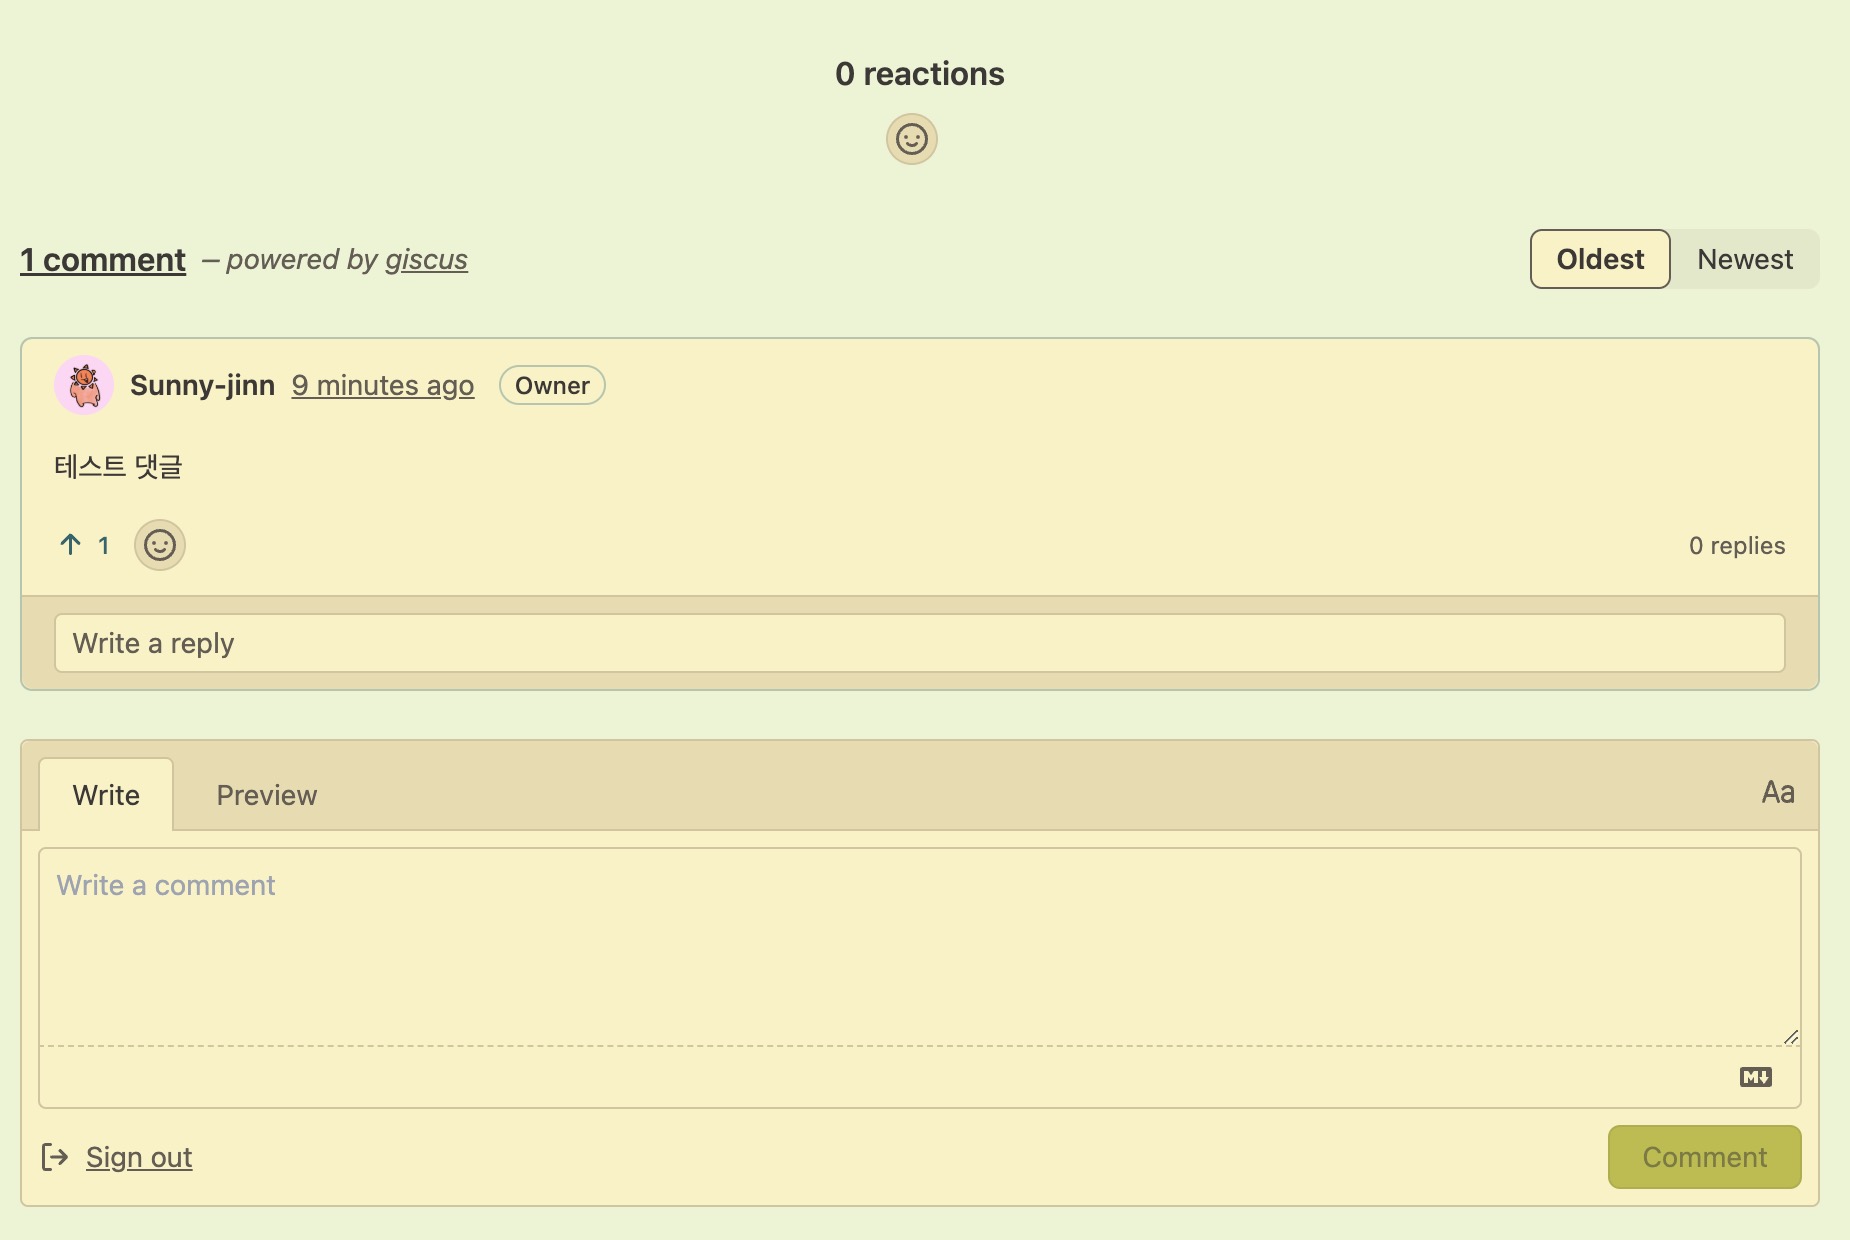 0 reactions
1 comment – powered by giscus
Oldest Newest
Sunny-jinn 9 minutes ago Owner
테스트 댓글
1
0 replies
Write a reply
Write Preview Aa
Write a comment
M
Sign out Comment